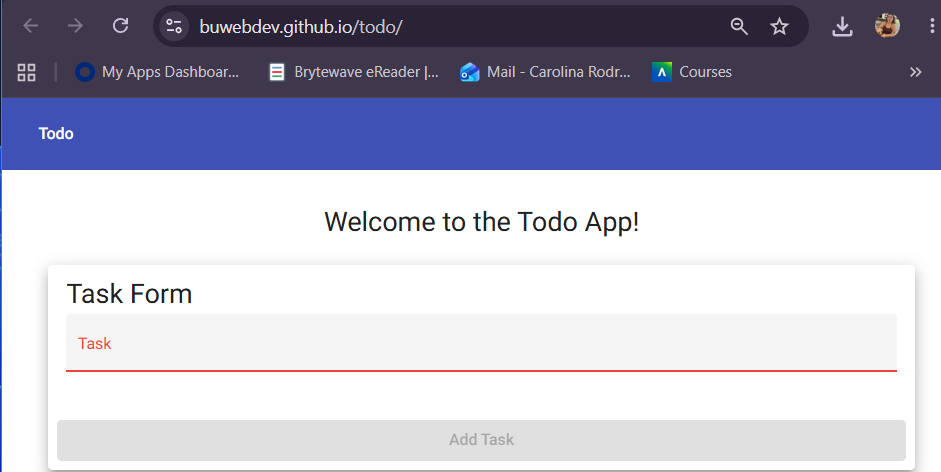 buwebdev.github.io/todo/
My Apps Dashboar...
Brytewave eReader |...
Mail - Carolina Rodr...
Courses
Todo
Welcome to the Todo App!
Task Form
Task
Add Task